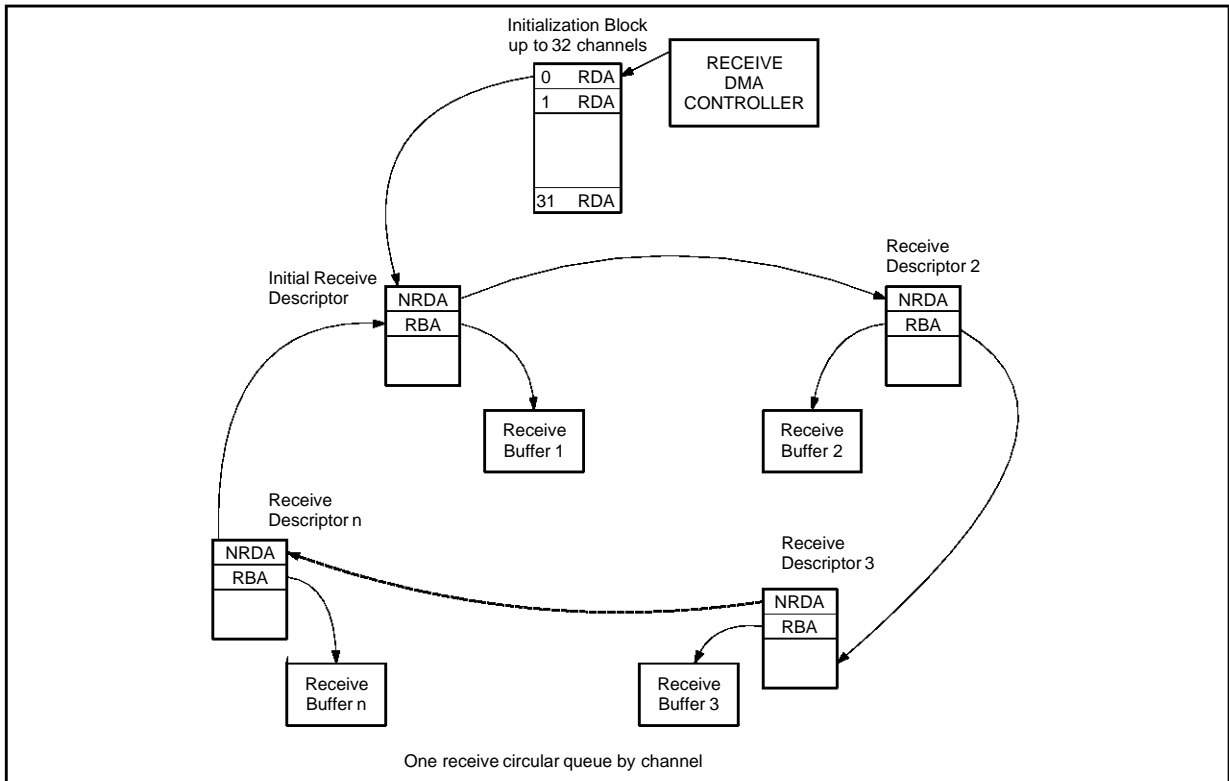 Initialization Block
up to 32 channels
0 RDA
1 RDA
31 RDA
RECEIVE
DMA
CONTROLLER
Initial Receive
Descriptor
NRDA
RBA
Receive
Buffer 1
Receive
Descriptor 2
NRDA
RBA
Receive
Buffer 2
Receive
Descriptor n
NRDA
RBA
Receive
Buffer n
Receive
Descriptor 3
NRDA
RBA
Receive
Buffer 3
One receive circular queue by channel